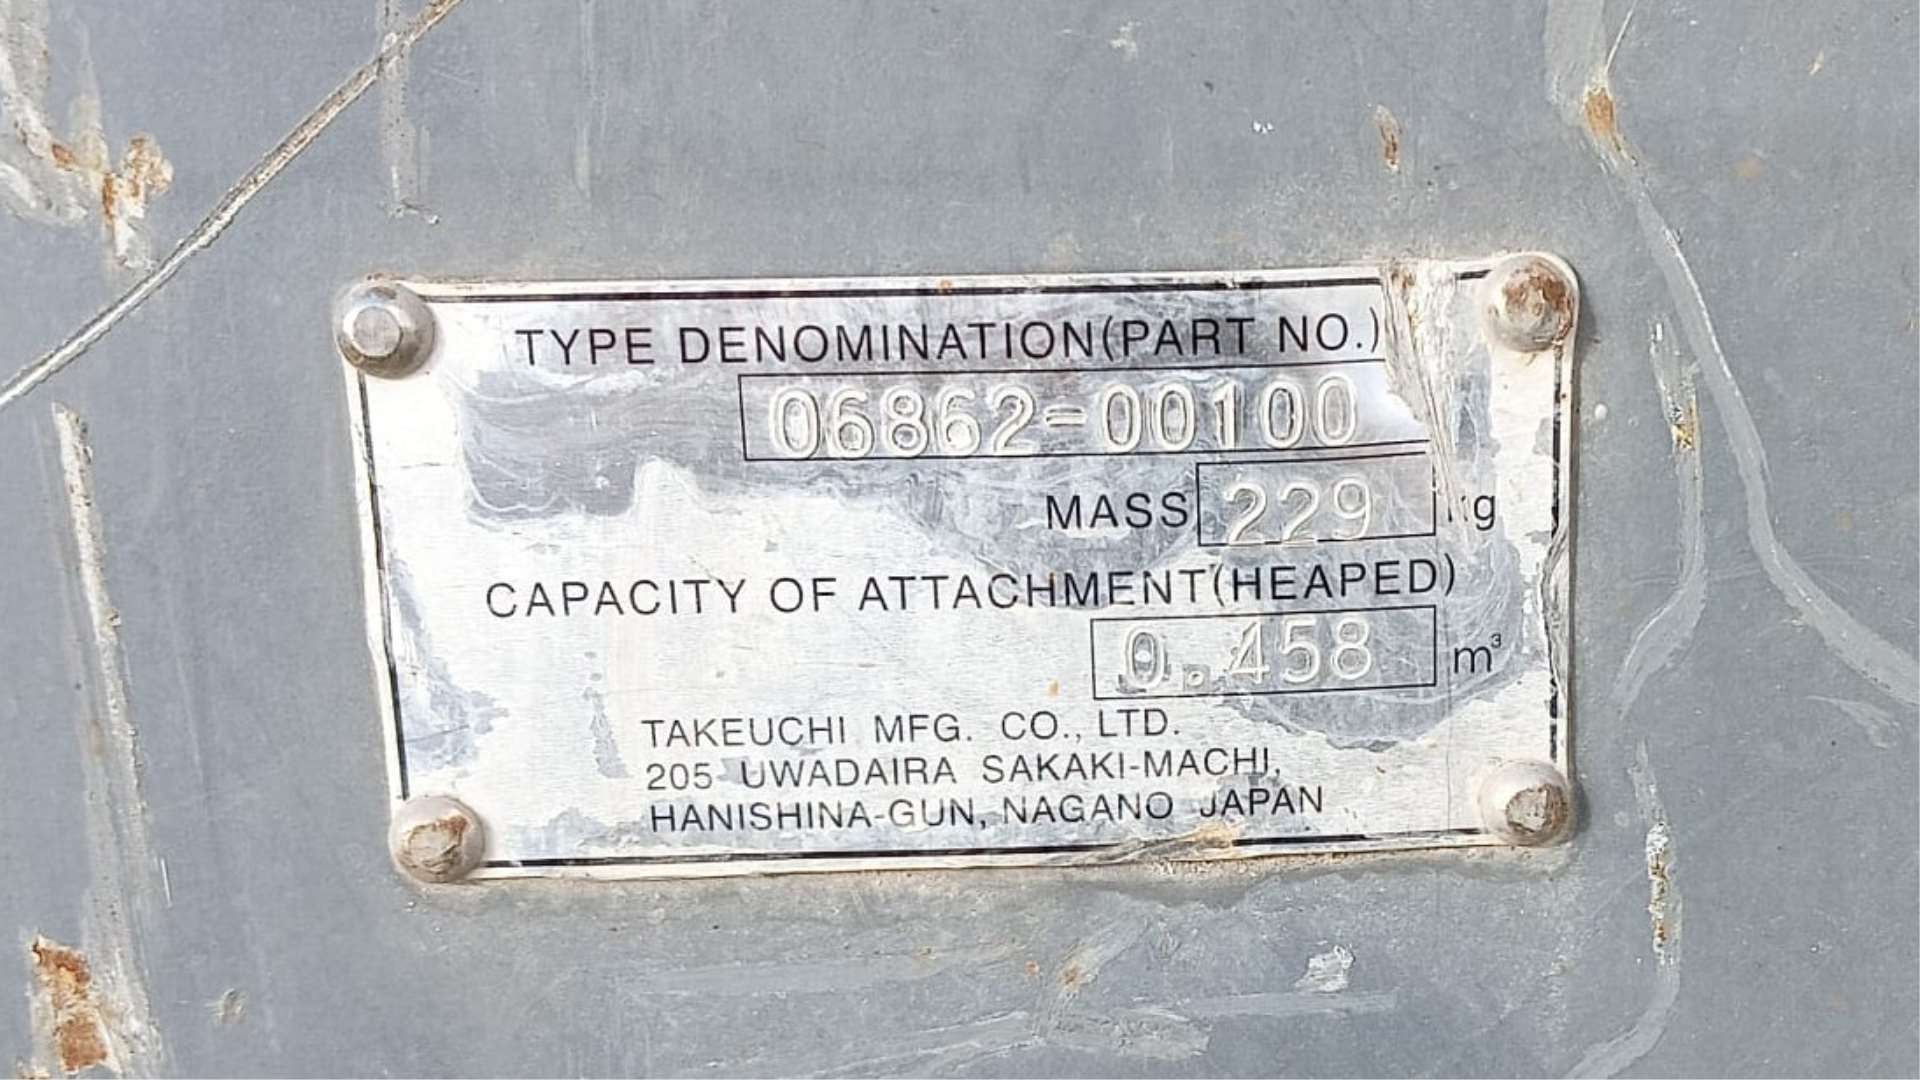 TYPE DENOMINATION(PART NO.)
06862-00100
MASS 229 kg
CAPACITY OF ATTACHMENT(HEAPED)
0.458 m³
TAKEUCHI MFG. CO., LTD.
205 UWADAIRA SAKAKI-MACHI,
HANISHINA-GUN, NAGANO JAPAN